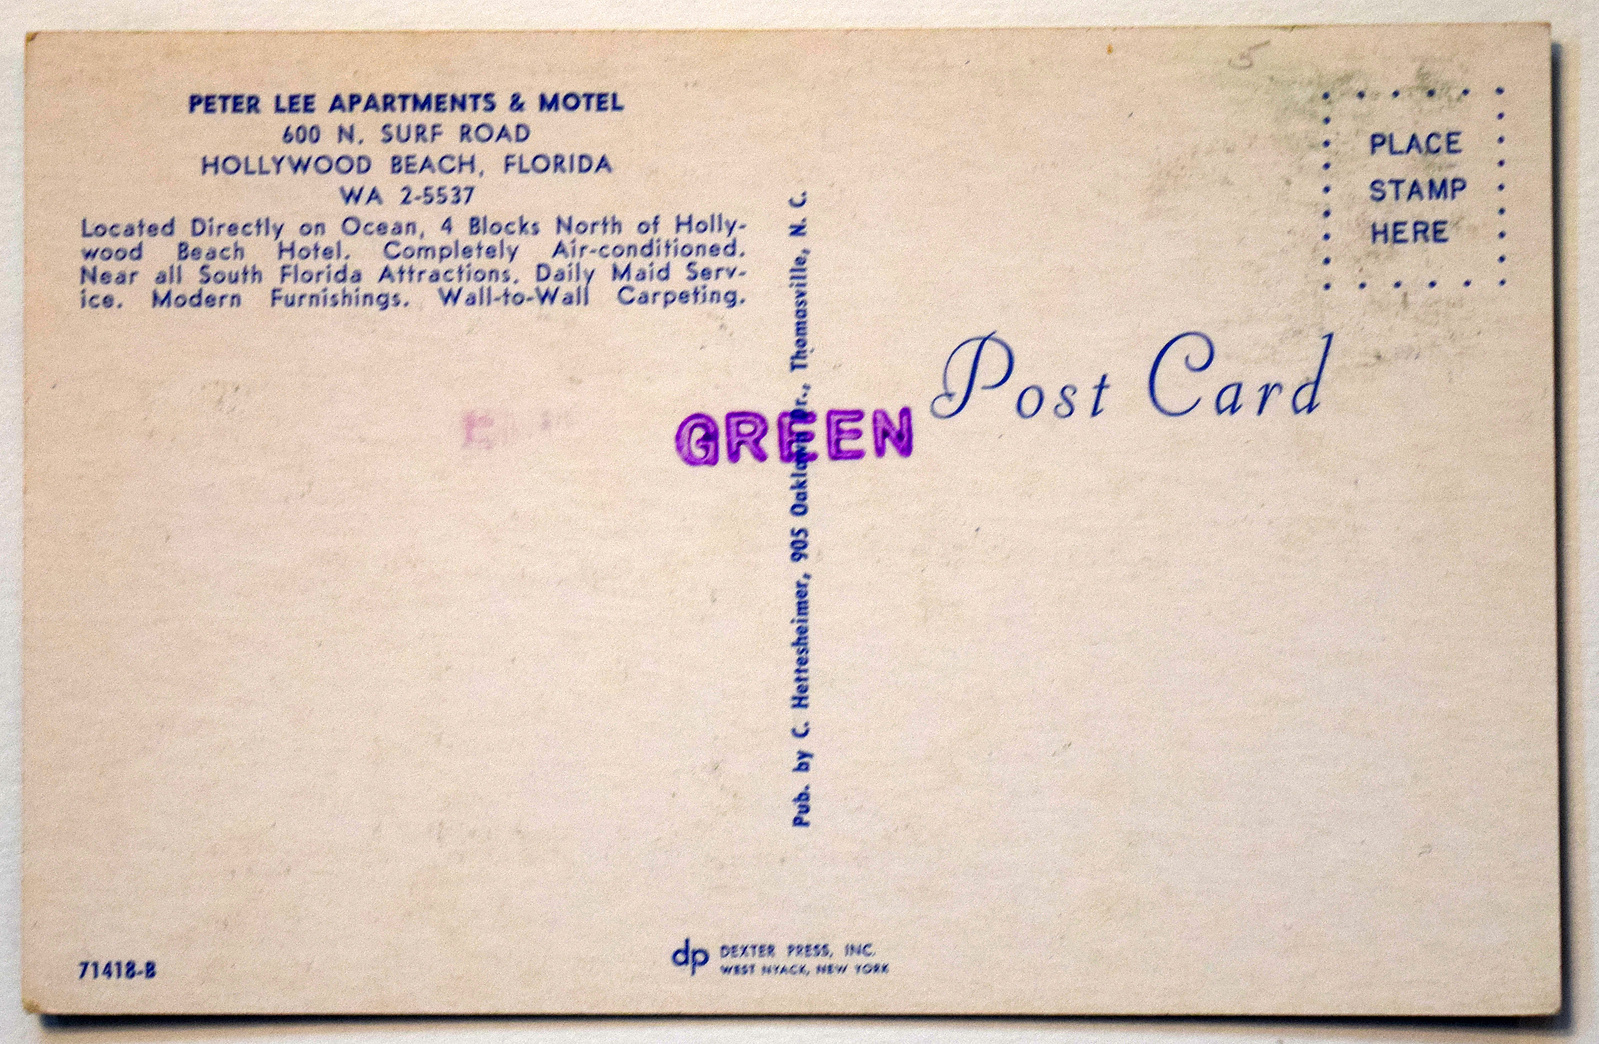 PETER LEE APARTMENTS & MOTEL
600 N. SURF ROAD
HOLLYWOOD BEACH, FLORIDA
WA 2-5537
Located Directly on Ocean, 4 Blocks North of Holly-
wood Beach Hotel. Completely Air-conditioned.
Near all South Florida Attractions. Daily Maid Serv-
ice. Modern Furnishings. Wall-to-Wall Carpeting.
GREEN
Pub. by C. Hettesheimer, 905 Oaklawn Dr., Thomasville, N. C.
5
PLACE
STAMP
HERE
Post Card
71418-B
dp DEXTER PRESS, INC.
WEST NYACK, NEW YORK